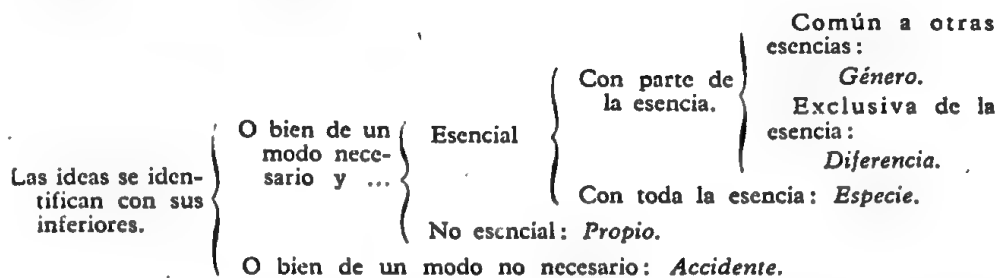 Las ideas se iden-
tifican con sus
inferiores.
O bien de un
modo nece-
sario y ...
Esencial
Con parte de
la esencia.
Común a otras
esencias:
Género.
Exclusiva de la
esencia:
Diferencia.
Con toda la esencia: Especie.
No esencial: Propio.
O bien de un modo no necesario: Accidente.